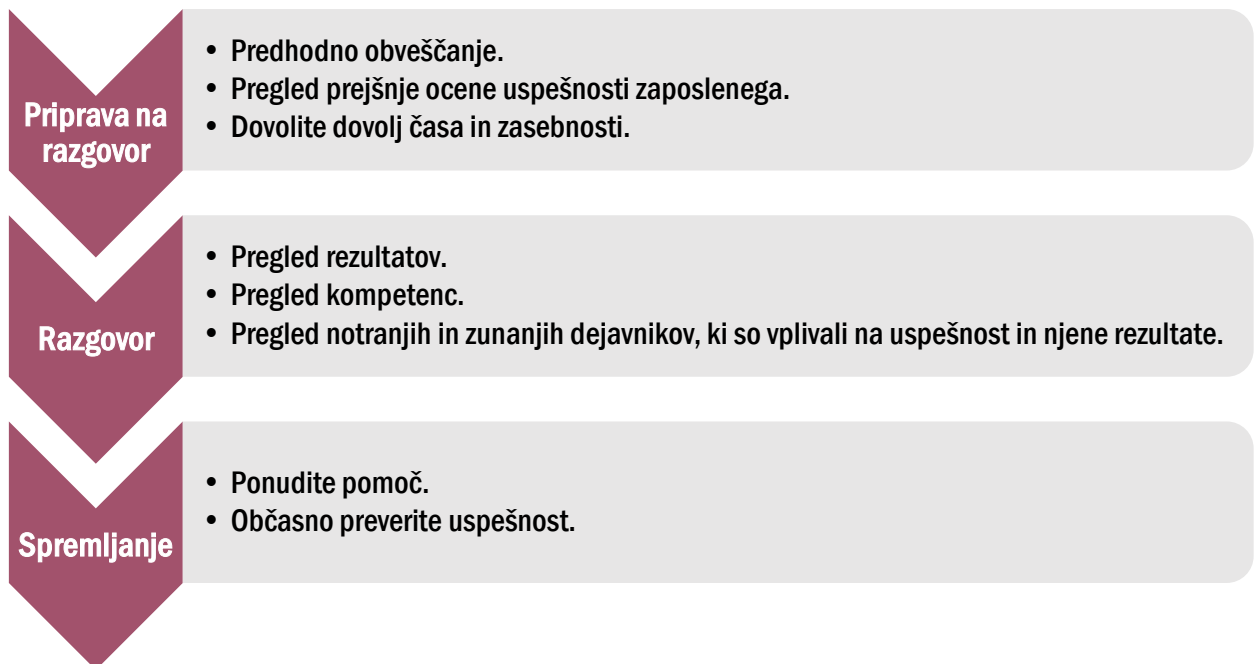 Priprava na
razgovor
• Predhodno obveščanje.
• Pregled prejšnje ocene uspešnosti zaposlenega.
• Dovolite dovolj časa in zasebnosti.
Razgovor
• Pregled rezultatov.
• Pregled kompetenc.
• Pregled notranjih in zunanjih dejavnikov, ki so vplivali na uspešnost in njene rezultate.
Spremljanje
• Ponudite pomoč.
• Občasno preverite uspešnost.